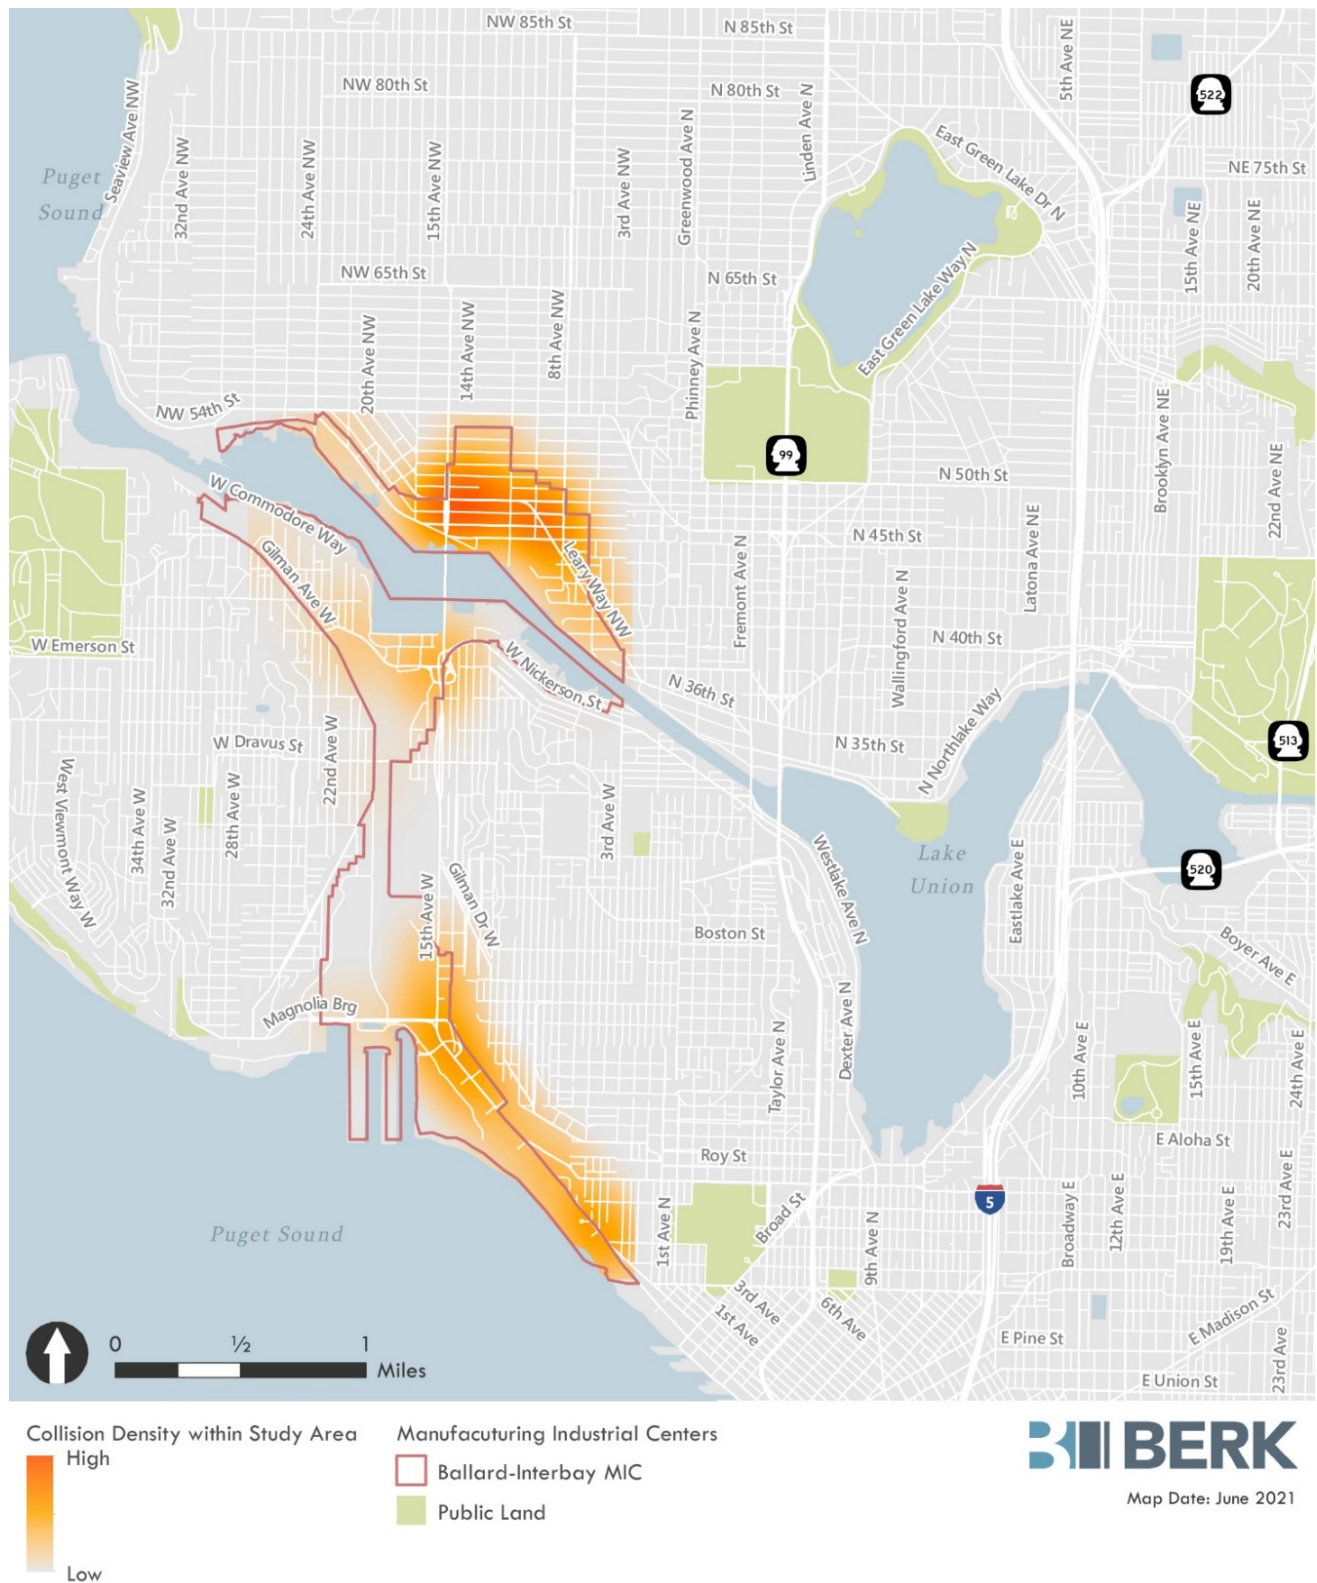 NW 85th St
N 85th St
5th Ave NE
NW 80th St
N 80th St
522
Seaview Ave NW
32nd Ave NW
24th Ave NW
15th Ave NW
3rd Ave NW
Greenwood Ave N
Linden Ave N
East Green Lake Dr N
NE 75th St
Puget
Sound
15th Ave NE
20th Ave NE
NW 65th St
N 65th St
East Green Lake Way N
20th Ave NW
14th Ave NW
8th Ave NW
Phinney Ave N
NW 54th St
99
N 50th St
Brooklyn Ave NE
22nd Ave NE
W Commodore Way
Gilman Ave W
Leary Way NW
N 45th St
Fremont Ave N
Wallingford Ave N
Latona Ave NE
W Emerson St
N 40th St
W Nickerson St
N 36th St
N 35th St
N Northlake Way
513
W Dravus St
22nd Ave W
West Viewmont Way W
34th Ave W
32nd Ave W
28th Ave W
3rd Ave W
Lake
Union
Westlake Ave N
Eastlake Ave E
520
15th Ave W
Gilman Dr W
Boston St
Boyer Ave E
Magnolia Brg
Taylor Ave N
Dexter Ave N
10th Ave E
15th Ave E
24th Ave E
E Aloha St
Roy St
Puget Sound
1st Ave N
Broad St
9th Ave N
5
Broadway E
12th Ave E
19th Ave E
23rd Ave E
3rd Ave
1st Ave
6th Ave
E Pine St
E Madison St
E Union St
23rd Ave
0 ½ 1
Miles
Collision Density within Study Area
High
Low
Manufacuturing Industrial Centers
Ballard-Interbay MIC
Public Land
BERK
Map Date: June 2021